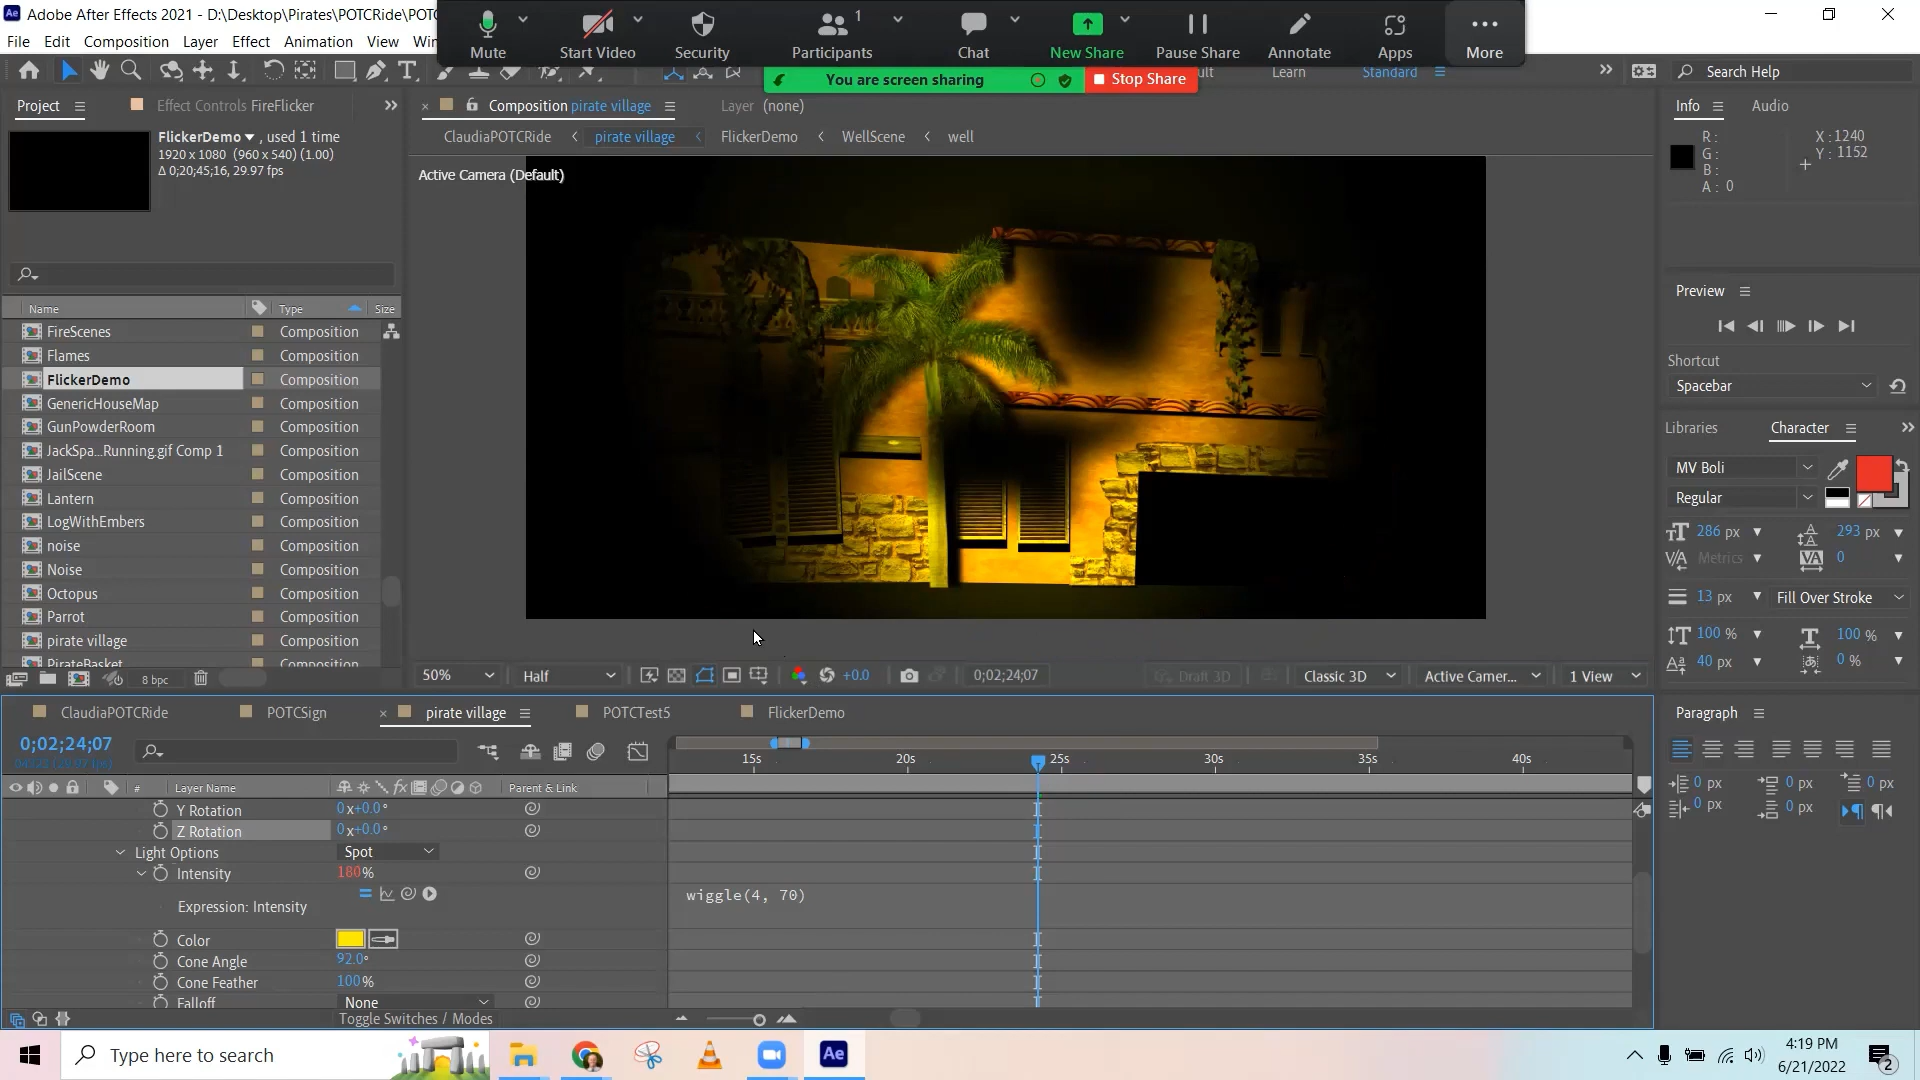 Adobe After Effects 2021 - D:\Desktop\Pirates\POTCRide\POTC
File Edit Composition Layer Effect Animation View Win
Mute
Start Video
Security
1
Participants
Chat
New Share
Pause Share
Annotate
Apps
More
You are screen sharing
Stop Share
Learn
Standard
Search Help
Project
Effect Controls FireFlicker
Composition pirate village
Layer (none)
Info
Audio
ClaudiaPOTCRide
pirate village
FlickerDemo
WellScene
well
FlickerDemo , used 1 time
1920 x 1080 (960 x 540) (1.00)
Δ 0;20;45;16, 29.97 fps
Active Camera (Default)
R :
G :
B :
A : 0
X : 1240
Y : 1152
Name
Type
Size
FireScenes Composition
Flames Composition
FlickerDemo Composition
GenericHouseMap Composition
GunPowderRoom Composition
JackSpa...Running.gif Comp 1 Composition
JailScene Composition
Lantern Composition
LogWithEmbers Composition
noise Composition
Noise Composition
Octopus Composition
Parrot Composition
pirate village Composition
PirateBasket Composition
8 bpc
50%
Half
+0.0
0;02;24;07
Draft 3D
Classic 3D
Active Camer...
1 View
Preview
Shortcut
Spacebar
Libraries
Character
MV Boli
Regular
286 px
293 px
Metrics
0
13 px
Fill Over Stroke
100 %
100 %
40 px
0 %
Paragraph
0 px
0 px
0 px
0 px
0 px
ClaudiaPOTCRide
POTCSign
pirate village
POTCTest5
FlickerDemo
0;02;24;07
15s
20s
25s
30s
35s
40s
#
Layer Name
Parent & Link
Y Rotation 0x+0.0°
Z Rotation 0x+0.0°
Light Options Spot
Intensity 180%
Expression: Intensity
wiggle(4, 70)
Color
Cone Angle 92.0°
Cone Feather 100%
Falloff None
Toggle Switches / Modes
Type here to search
Ae
4:19 PM
6/21/2022
2